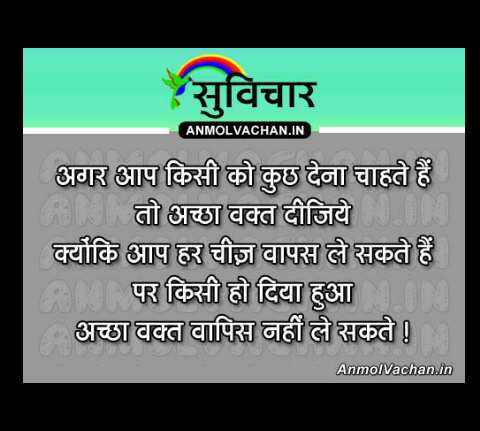 सुविचार
ANMOLVACHAN.IN
अगर आप किसी को कुछ देना चाहते हैं
तो अच्छा वक्त दीजिये
क्योंकि आप हर चीज़ वापस ले सकते हैं
पर किसी हो दिया हुआ
अच्छा वक्त वापिस नहीं ले सकते !
AnmolVachan.in